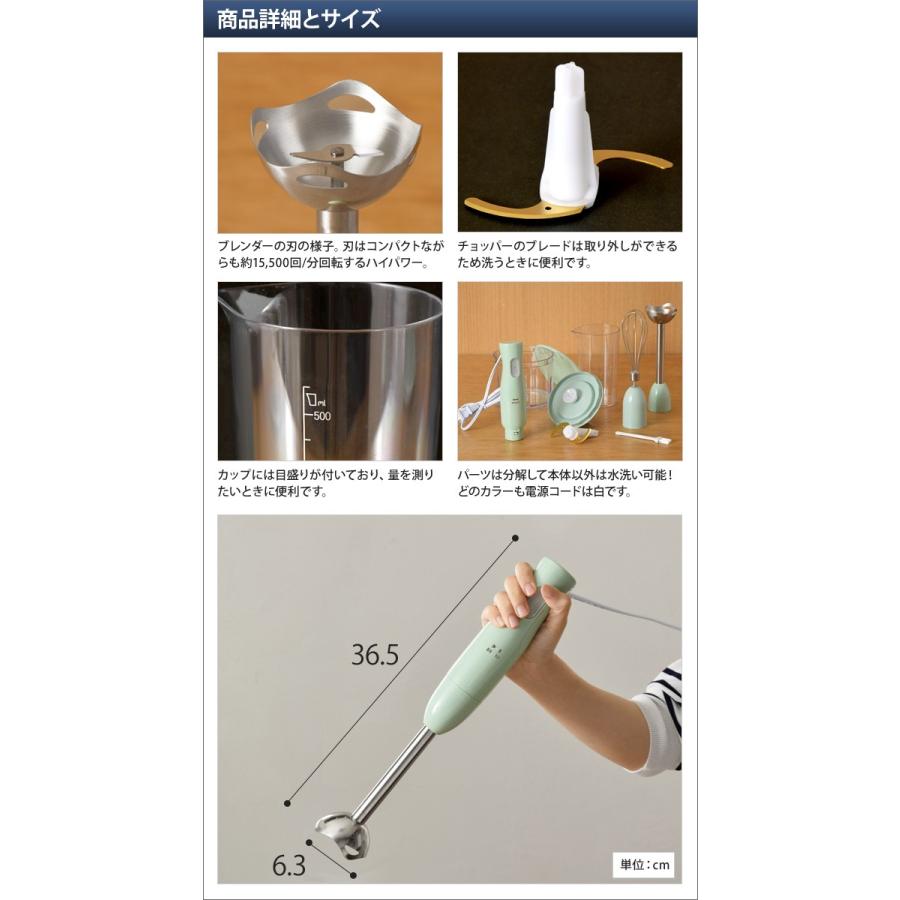 商品詳細とサイズ
ブレンダーの刃の様子。刃はコンパクトなが
らも約15,500回/分回転するハイパワー。
チョッパーのブレードは取り外しができる
ため洗うときに便利です。
ml
500
カップには目盛りが付いており、量を測り
たいときに便利です。
パーツは分解して本体以外は水洗い可能！
どのカラーも電源コードは白です。
36.5
6.3
単位：cm